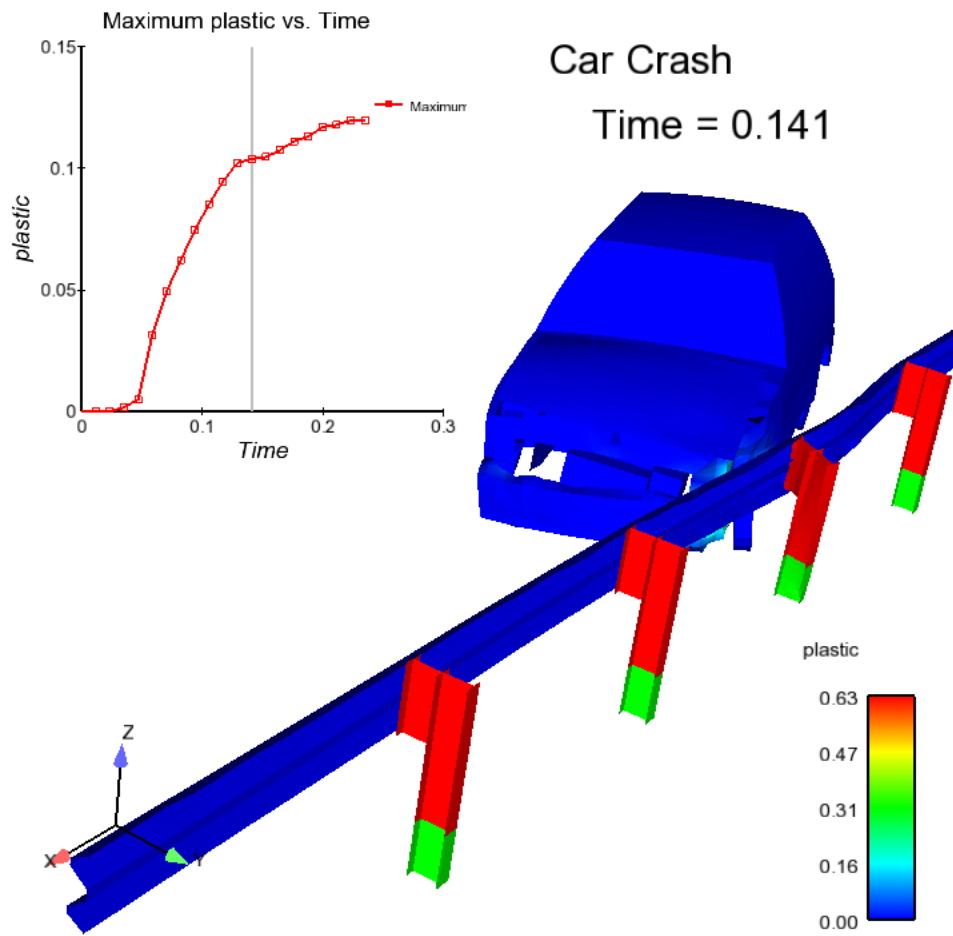 Maximum plastic vs. Time
Car Crash
Time = 0.141
0.15
0.1
0.05
0
plastic
Maximum
0
0.1
0.2
0.3
Time
plastic
0.63
0.47
0.31
0.16
0.00
Z
X
Y